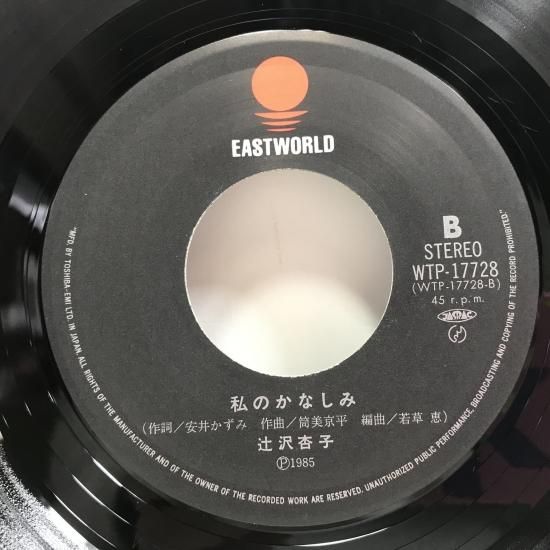 EASTWORLD
B
STEREO
WTP-17728
(WTP-17728-B)
45 r.p.m.
JASRAC
私のかなしみ
(作詞/安井かずみ 作曲/筒美京平 編曲/若草 恵)
辻沢杏子
Ⓟ1985
"MFD. BY TOSHIBA-EMI LTD. IN JAPAN. ALL RIGHTS OF THE MANUFACTURER AND OF THE OWNER OF THE RECORDED WORK ARE RESERVED. UNAUTHORIZED PUBLIC PERFORMANCE, BROADCASTING AND COPYING OF THE RECORD PROHIBITED."